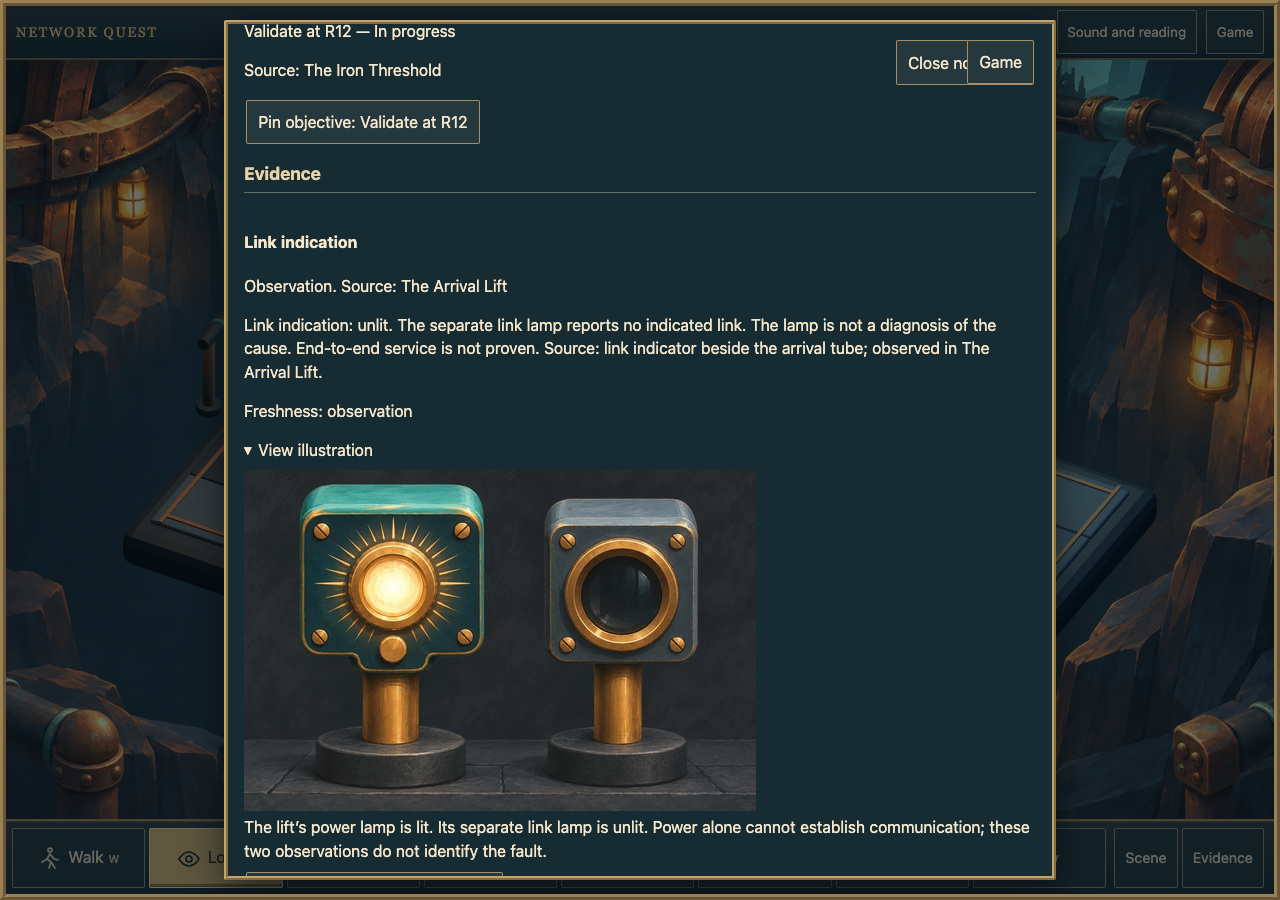 NETWORK QUEST
Sound and reading
Game
Validate at R12 — In progress
Close no
Game
Source: The Iron Threshold
Pin objective: Validate at R12
Evidence
Link indication
Observation. Source: The Arrival Lift
Link indication: unlit. The separate link lamp reports no indicated link. The lamp is not a diagnosis of the
cause. End-to-end service is not proven. Source: link indicator beside the arrival tube; observed in The
Arrival Lift.
Freshness: observation
▾ View illustration
The lift’s power lamp is lit. Its separate link lamp is unlit. Power alone cannot establish communication; these
two observations do not identify the fault.
Walk W
Lo
Scene
Evidence